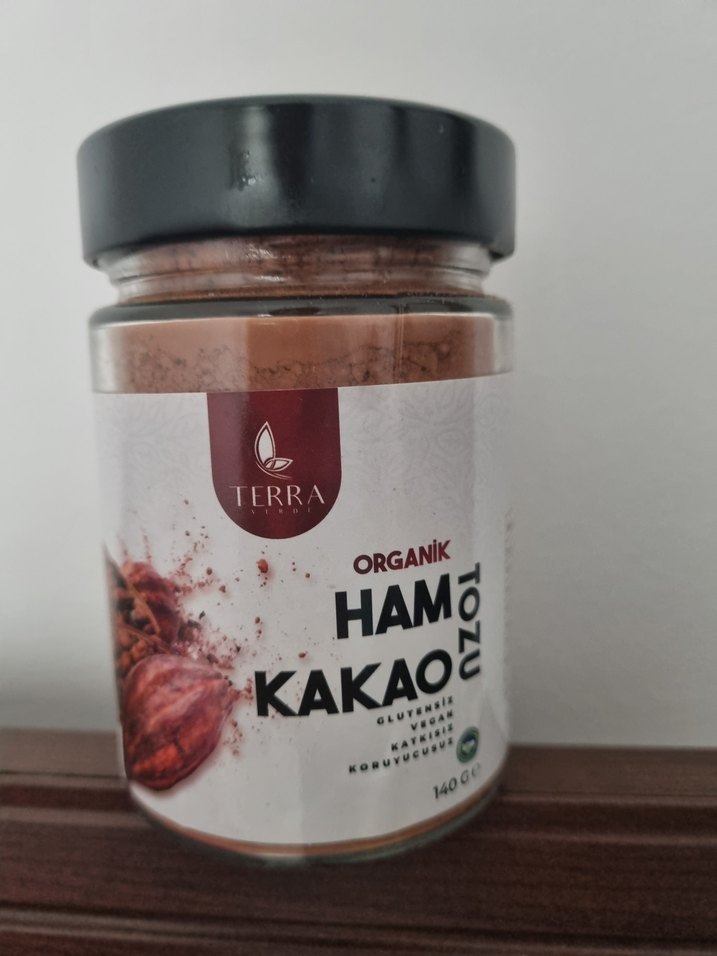 TERRA
VERDE
ORGANİK
HAM
KAKAO
TOZU
GLUTENSİZ
VEGAN
KATKISIZ
KORUYUCUSUZ
140 G e